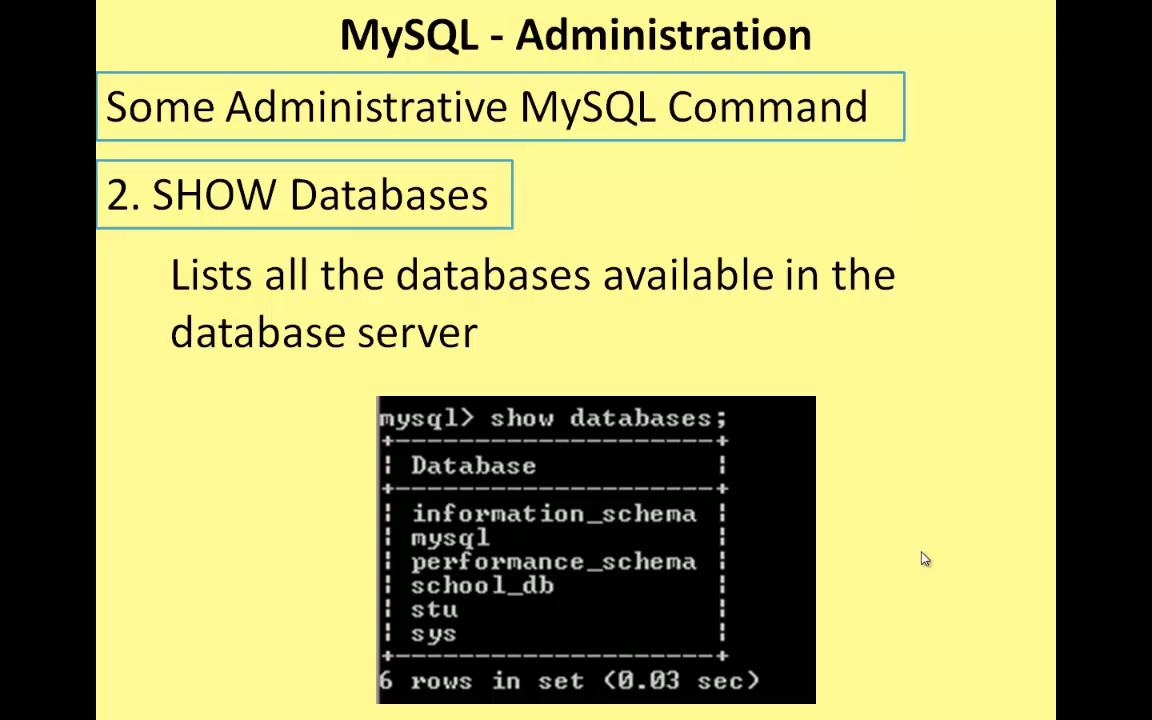 MySQL - Administration
Some Administrative MySQL Command
2. SHOW Databases
Lists all the databases available in the
database server
mysql> show databases;
+--------------------+
| Database           |
+--------------------+
| information_schema |
| mysql              |
| performance_schema |
| school_db          |
| stu                |
| sys                |
+--------------------+
6 rows in set (0.03 sec)